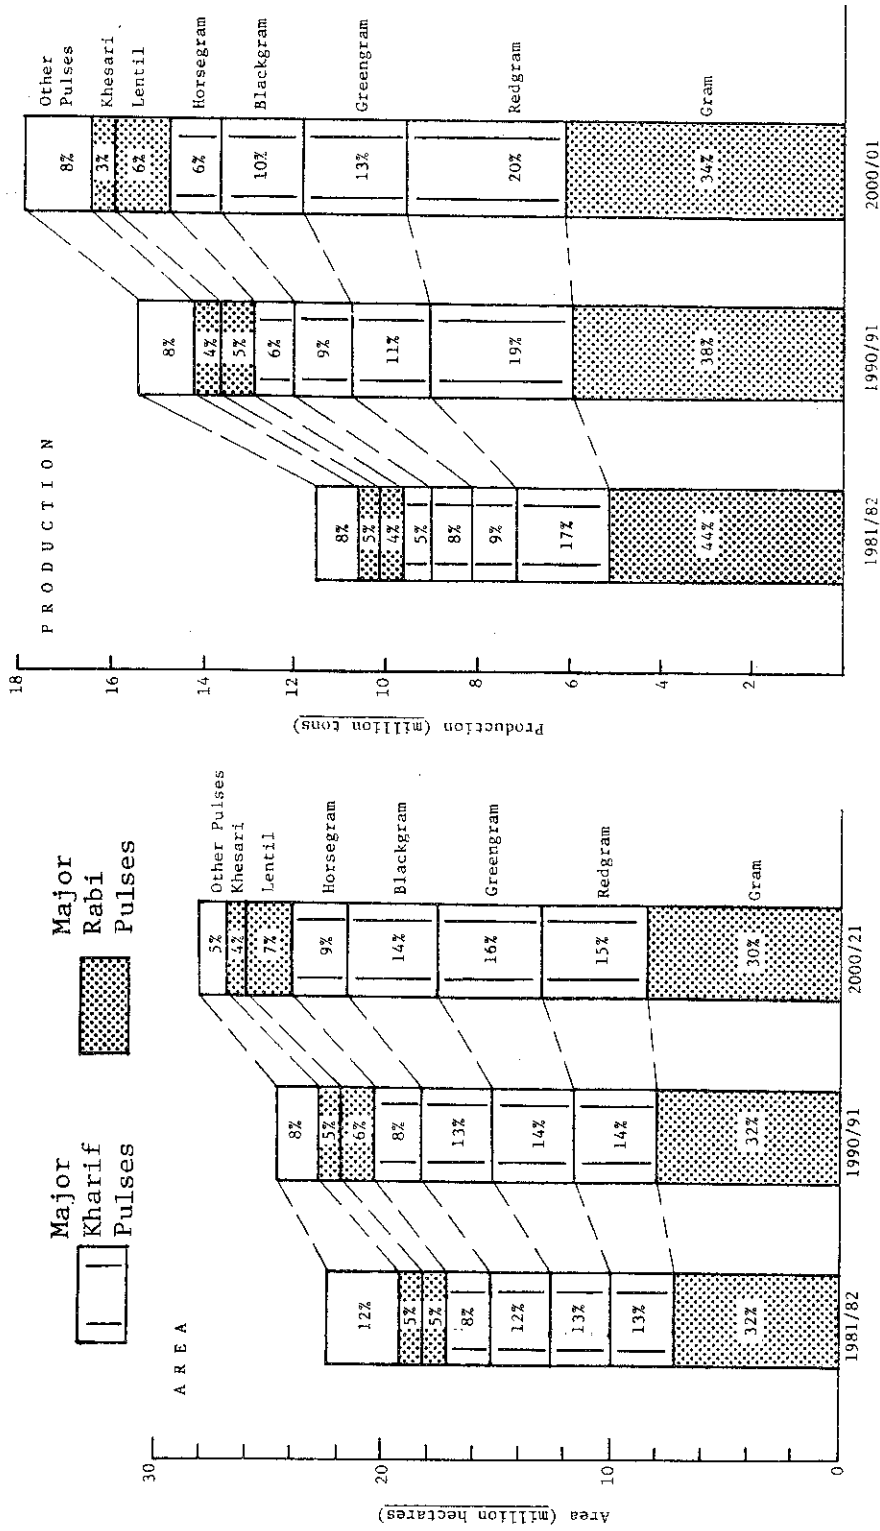 Major
Kharif
Pulses
Major
Rabi
Pulses
A R E A
Area (million hectares)
30
20
10
0
12%
5%
5%
8%
12%
13%
13%
32%
1981/82
8%
5%
6%
8%
13%
14%
14%
32%
1990/91
5%
4%
7%
9%
14%
16%
15%
30%
2000/21
Other Pulses
Khesari
Lentil
Horsegram
Blackgram
Greengram
Redgram
Gram
P R O D U C T I O N
Production (million tons)
18
16
14
12
10
8
6
4
2
8%
5%
4%
5%
8%
9%
17%
44%
1981/82
8%
4%
5%
6%
9%
11%
19%
38%
1990/91
8%
3%
6%
6%
10%
13%
20%
34%
2000/01
Other
Pulses
Khesari
Lentil
Horsegram
Blackgram
Greengram
Redgram
Gram